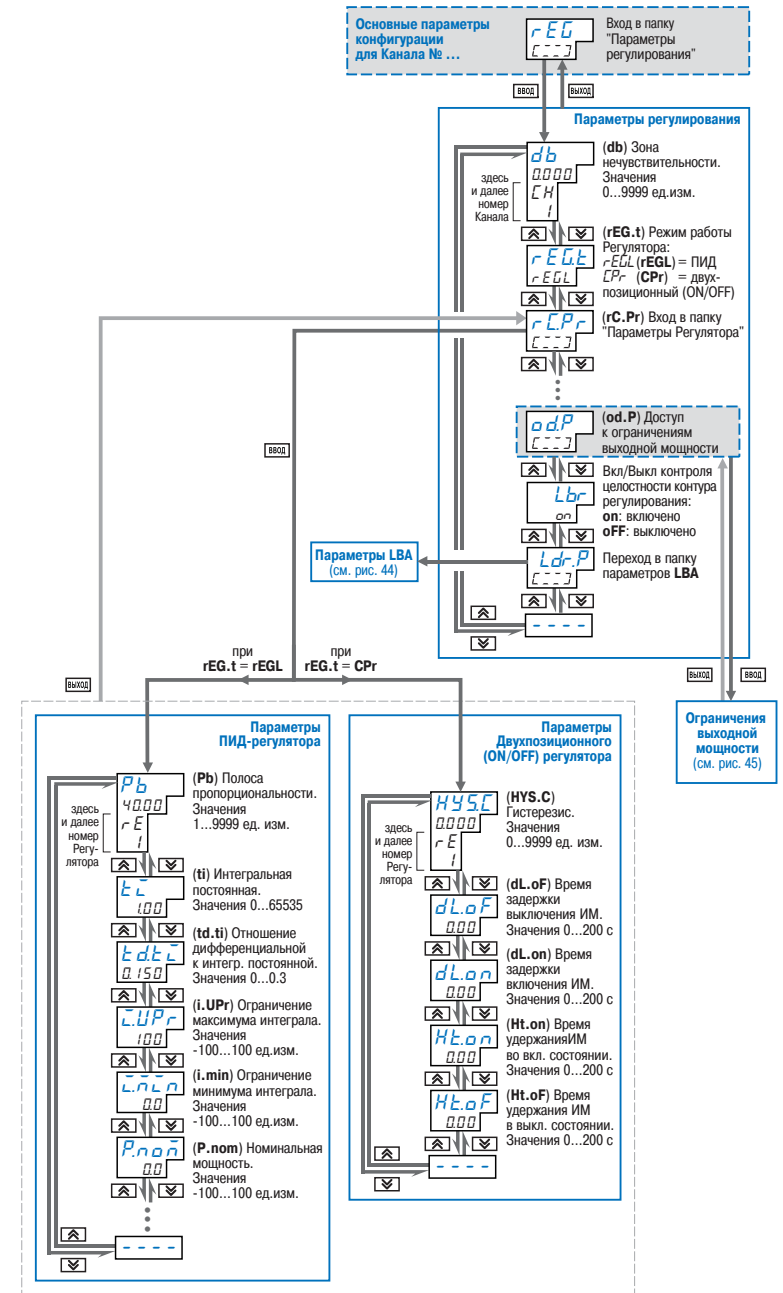 Основные параметры
конфигурации
для Канала № ...
rEG
[---]
Вход в папку
"Параметры
регулирования"
ввод
выход
Параметры регулирования
db
0.000
CH
1
здесь
и далее
номер
Канала
(db) Зона
нечувствительности.
Значения
0...9999 ед.изм.
rEG.t
rEGL
(rEG.t) Режим работы
Регулятора:
rEGL (rEGL) = ПИД
CPr (CPr) = двух-
позиционный (ON/OFF)
rC.Pr
[---]
(rC.Pr) Вход в папку
"Параметры Регулятора"
ввод
od.P
[---]
(od.P) Доступ
к ограничениям
выходной мощности
Lbr
on
Вкл/Выкл контроля
целостности контура
регулирования:
on: включено
oFF: выключено
Параметры LBA
(см. рис. 44)
Ldr.P
[---]
Переход в папку
параметров LBA
- - - -
при
rEG.t = rEGL
при
rEG.t = CPr
выход
выход
ввод
Ограничения
выходной
мощности
(см. рис. 45)
Параметры
ПИД-регулятора
Pb
40.00
rE
1
здесь
и далее
номер
Регу-
лятора
(Pb) Полоса
пропорциональности.
Значения
1...9999 ед. изм.
ti
1.00
(ti) Интегральная
постоянная.
Значения 0...65535
td.ti
0.150
(td.ti) Отношение
дифференциальной
к интегр. постоянной.
Значения 0...0.3
i.UPr
100
(i.UPr) Ограничение
максимума интеграла.
Значения
-100...100 ед.изм.
i.min
0.0
(i.min) Ограничение
минимума интеграла.
Значения
-100...100 ед.изм.
P.nom
0.0
(P.nom) Номинальная
мощность.
Значения
-100...100 ед.изм.
- - - -
Параметры
Двухпозиционного
(ON/OFF) регулятора
HYS.C
0.000
rE
1
здесь
и далее
номер
Регу-
лятора
(HYS.C)
Гистерезис.
Значения
0...9999 ед. изм.
dL.oF
0.00
(dL.oF) Время
задержки
выключения ИМ.
Значения 0...200 с
dL.on
0.00
(dL.on) Время
задержки
включения ИМ.
Значения 0...200 с
Ht.on
0.00
(Ht.on) Время
удержанияИМ
во вкл. состоянии.
Значения 0...200 с
Ht.oF
0.00
(Ht.oF) Время
удержания ИМ
в выкл. состоянии.
Значения 0...200 с
- - - -